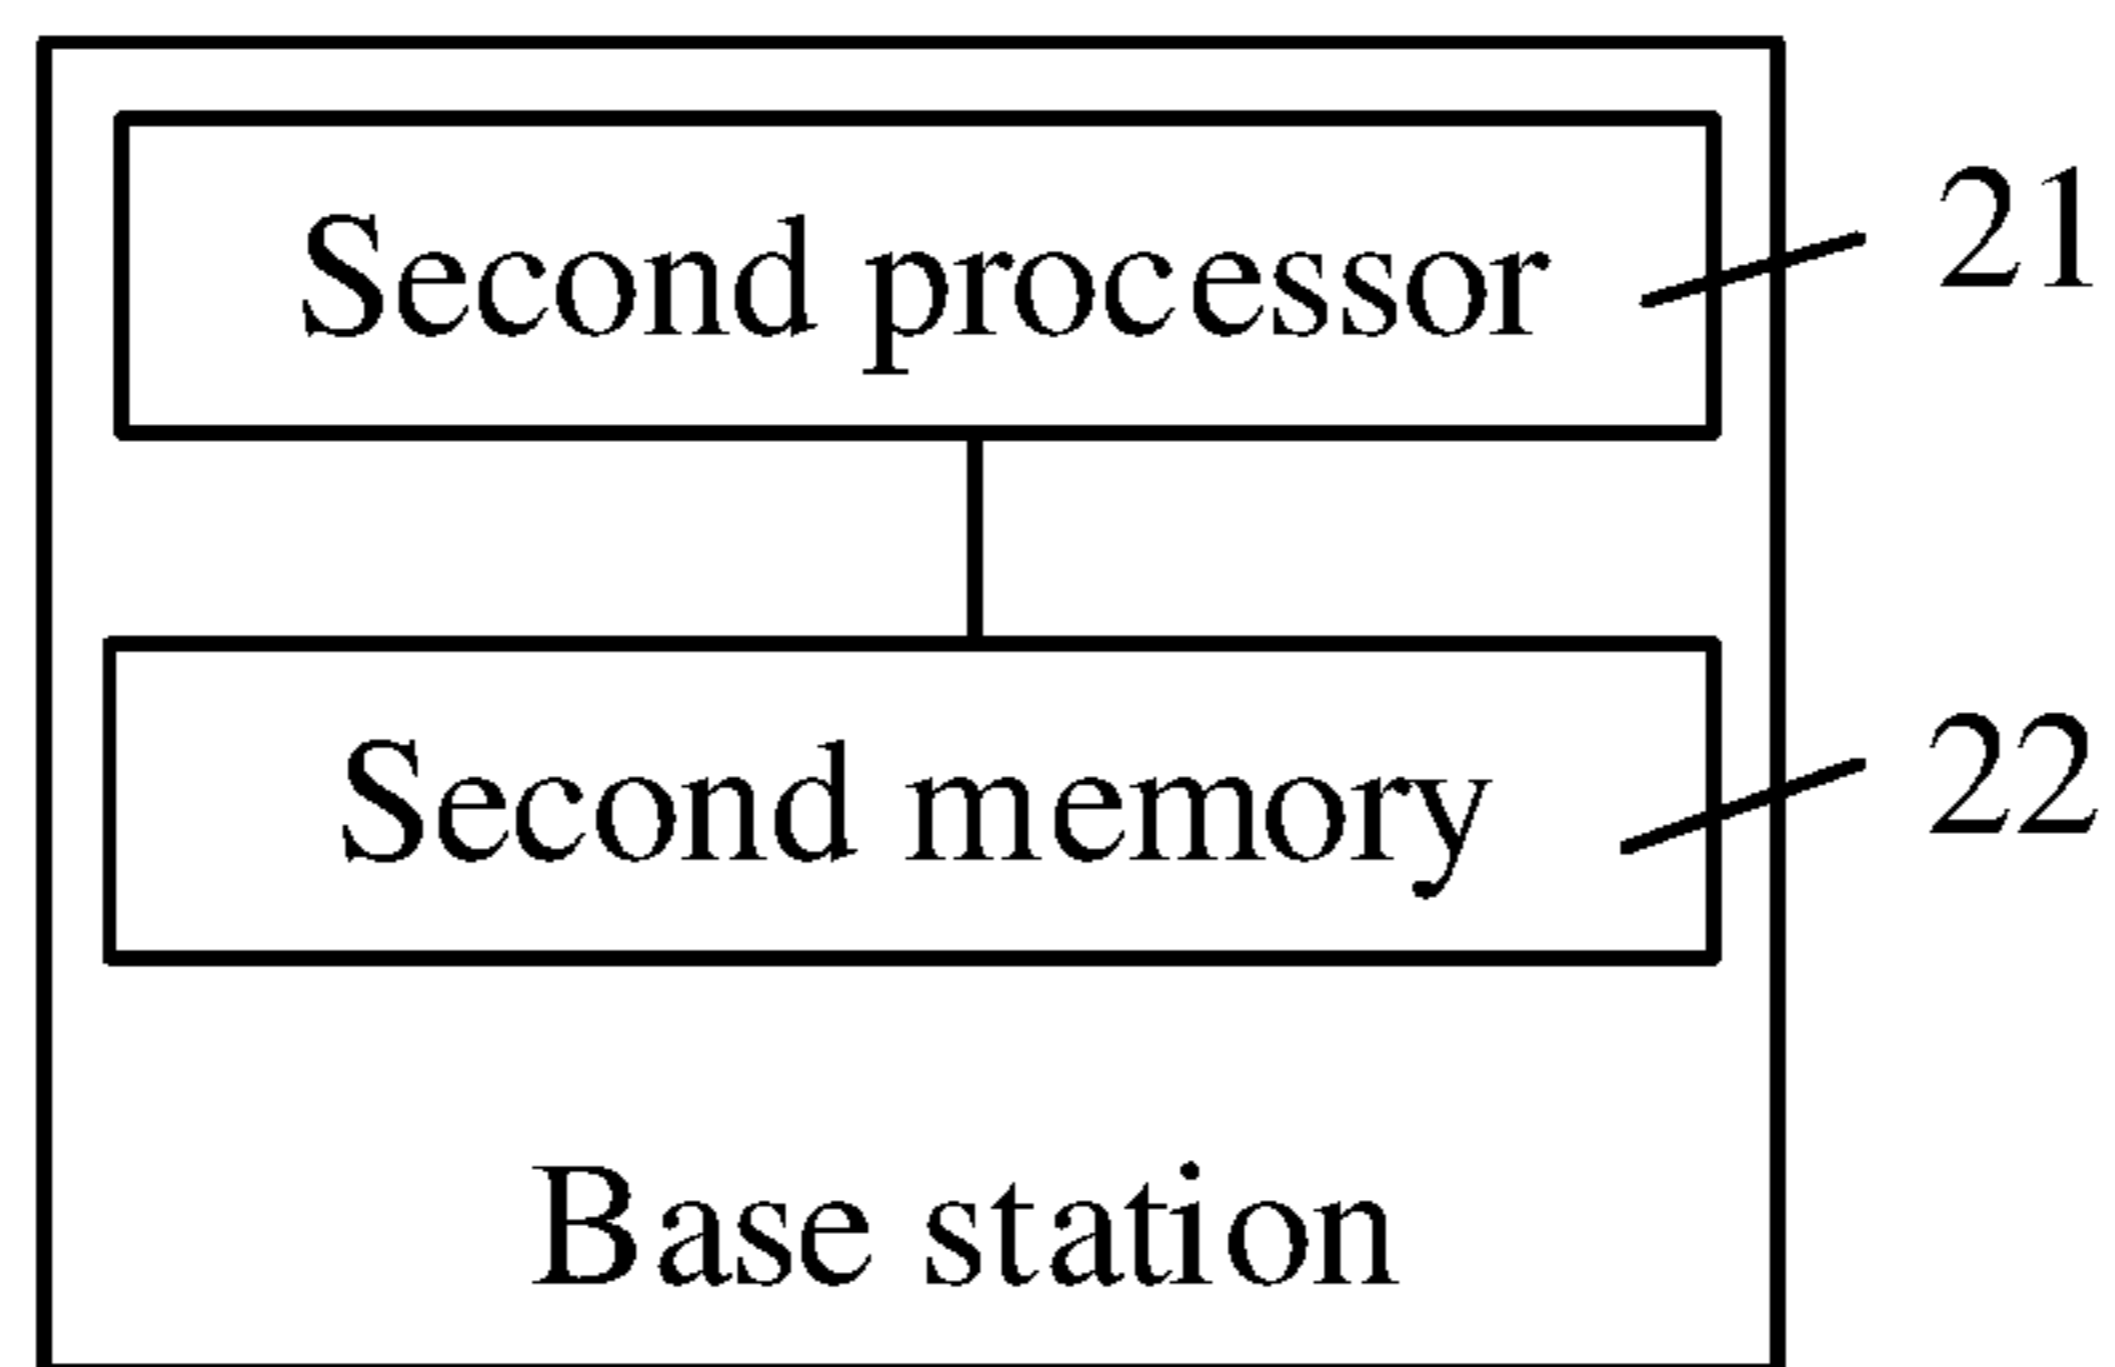 Second processor
21
Second memory
22
Base station